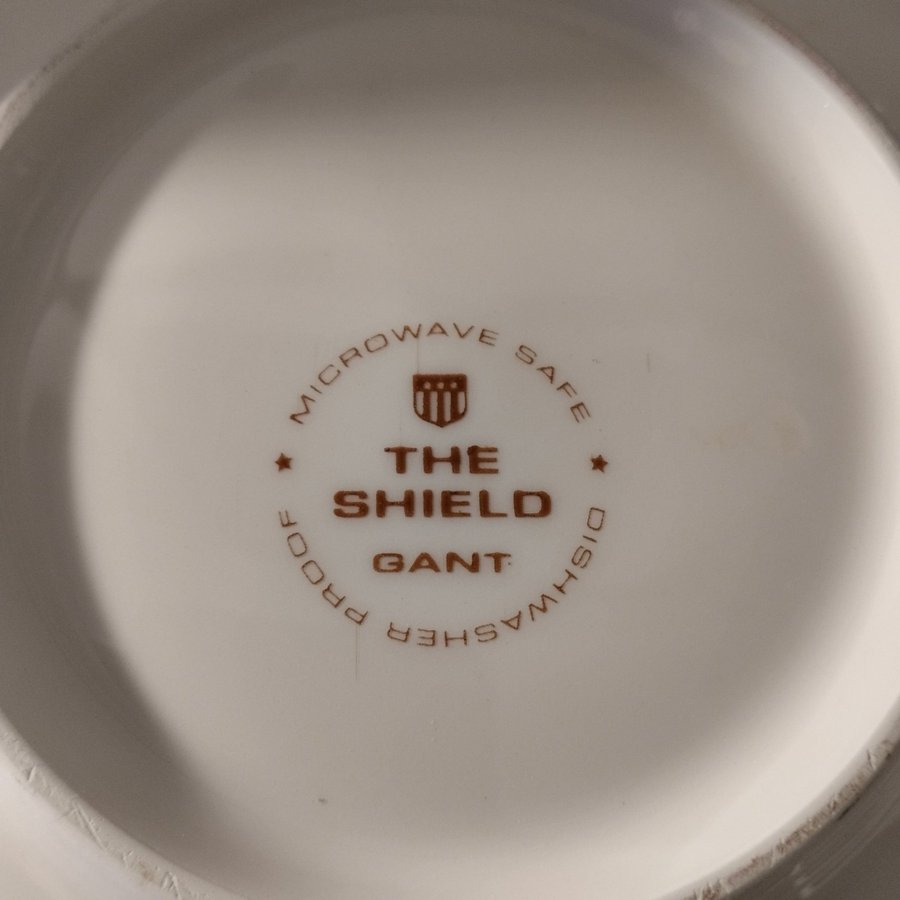 MICROWAVE SAFE
THE
SHIELD
GANT
DISHWASHER PROOF